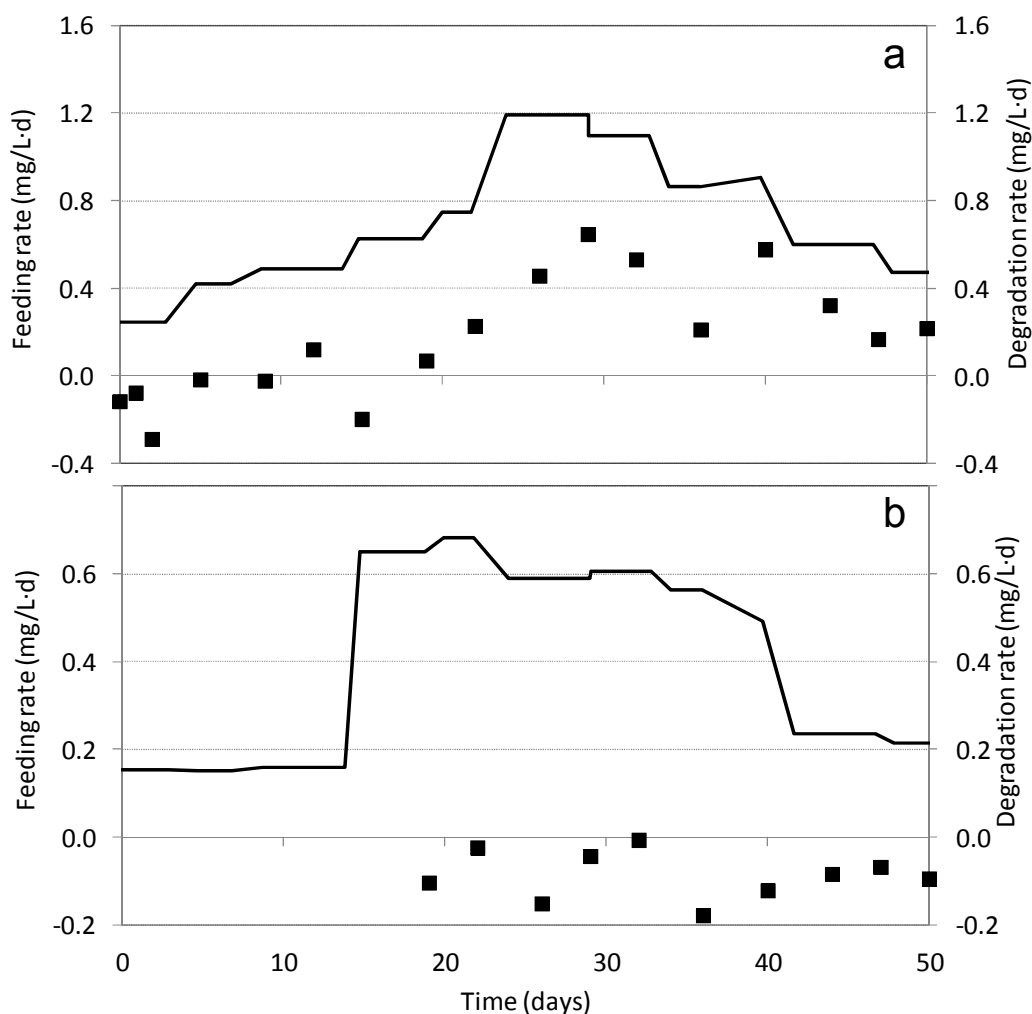 a
Feeding rate (mg/L·d)
1.6
1.2
0.8
0.4
0.0
-0.4
1.6
1.2
0.8
0.4
0.0
-0.4
Degradation rate (mg/L·d)
b
Feeding rate (mg/L·d)
0.6
0.4
0.2
0.0
-0.2
0.6
0.4
0.2
0.0
-0.2
Degradation rate (mg/L·d)
0 10 20 30 40 50
Time (days)